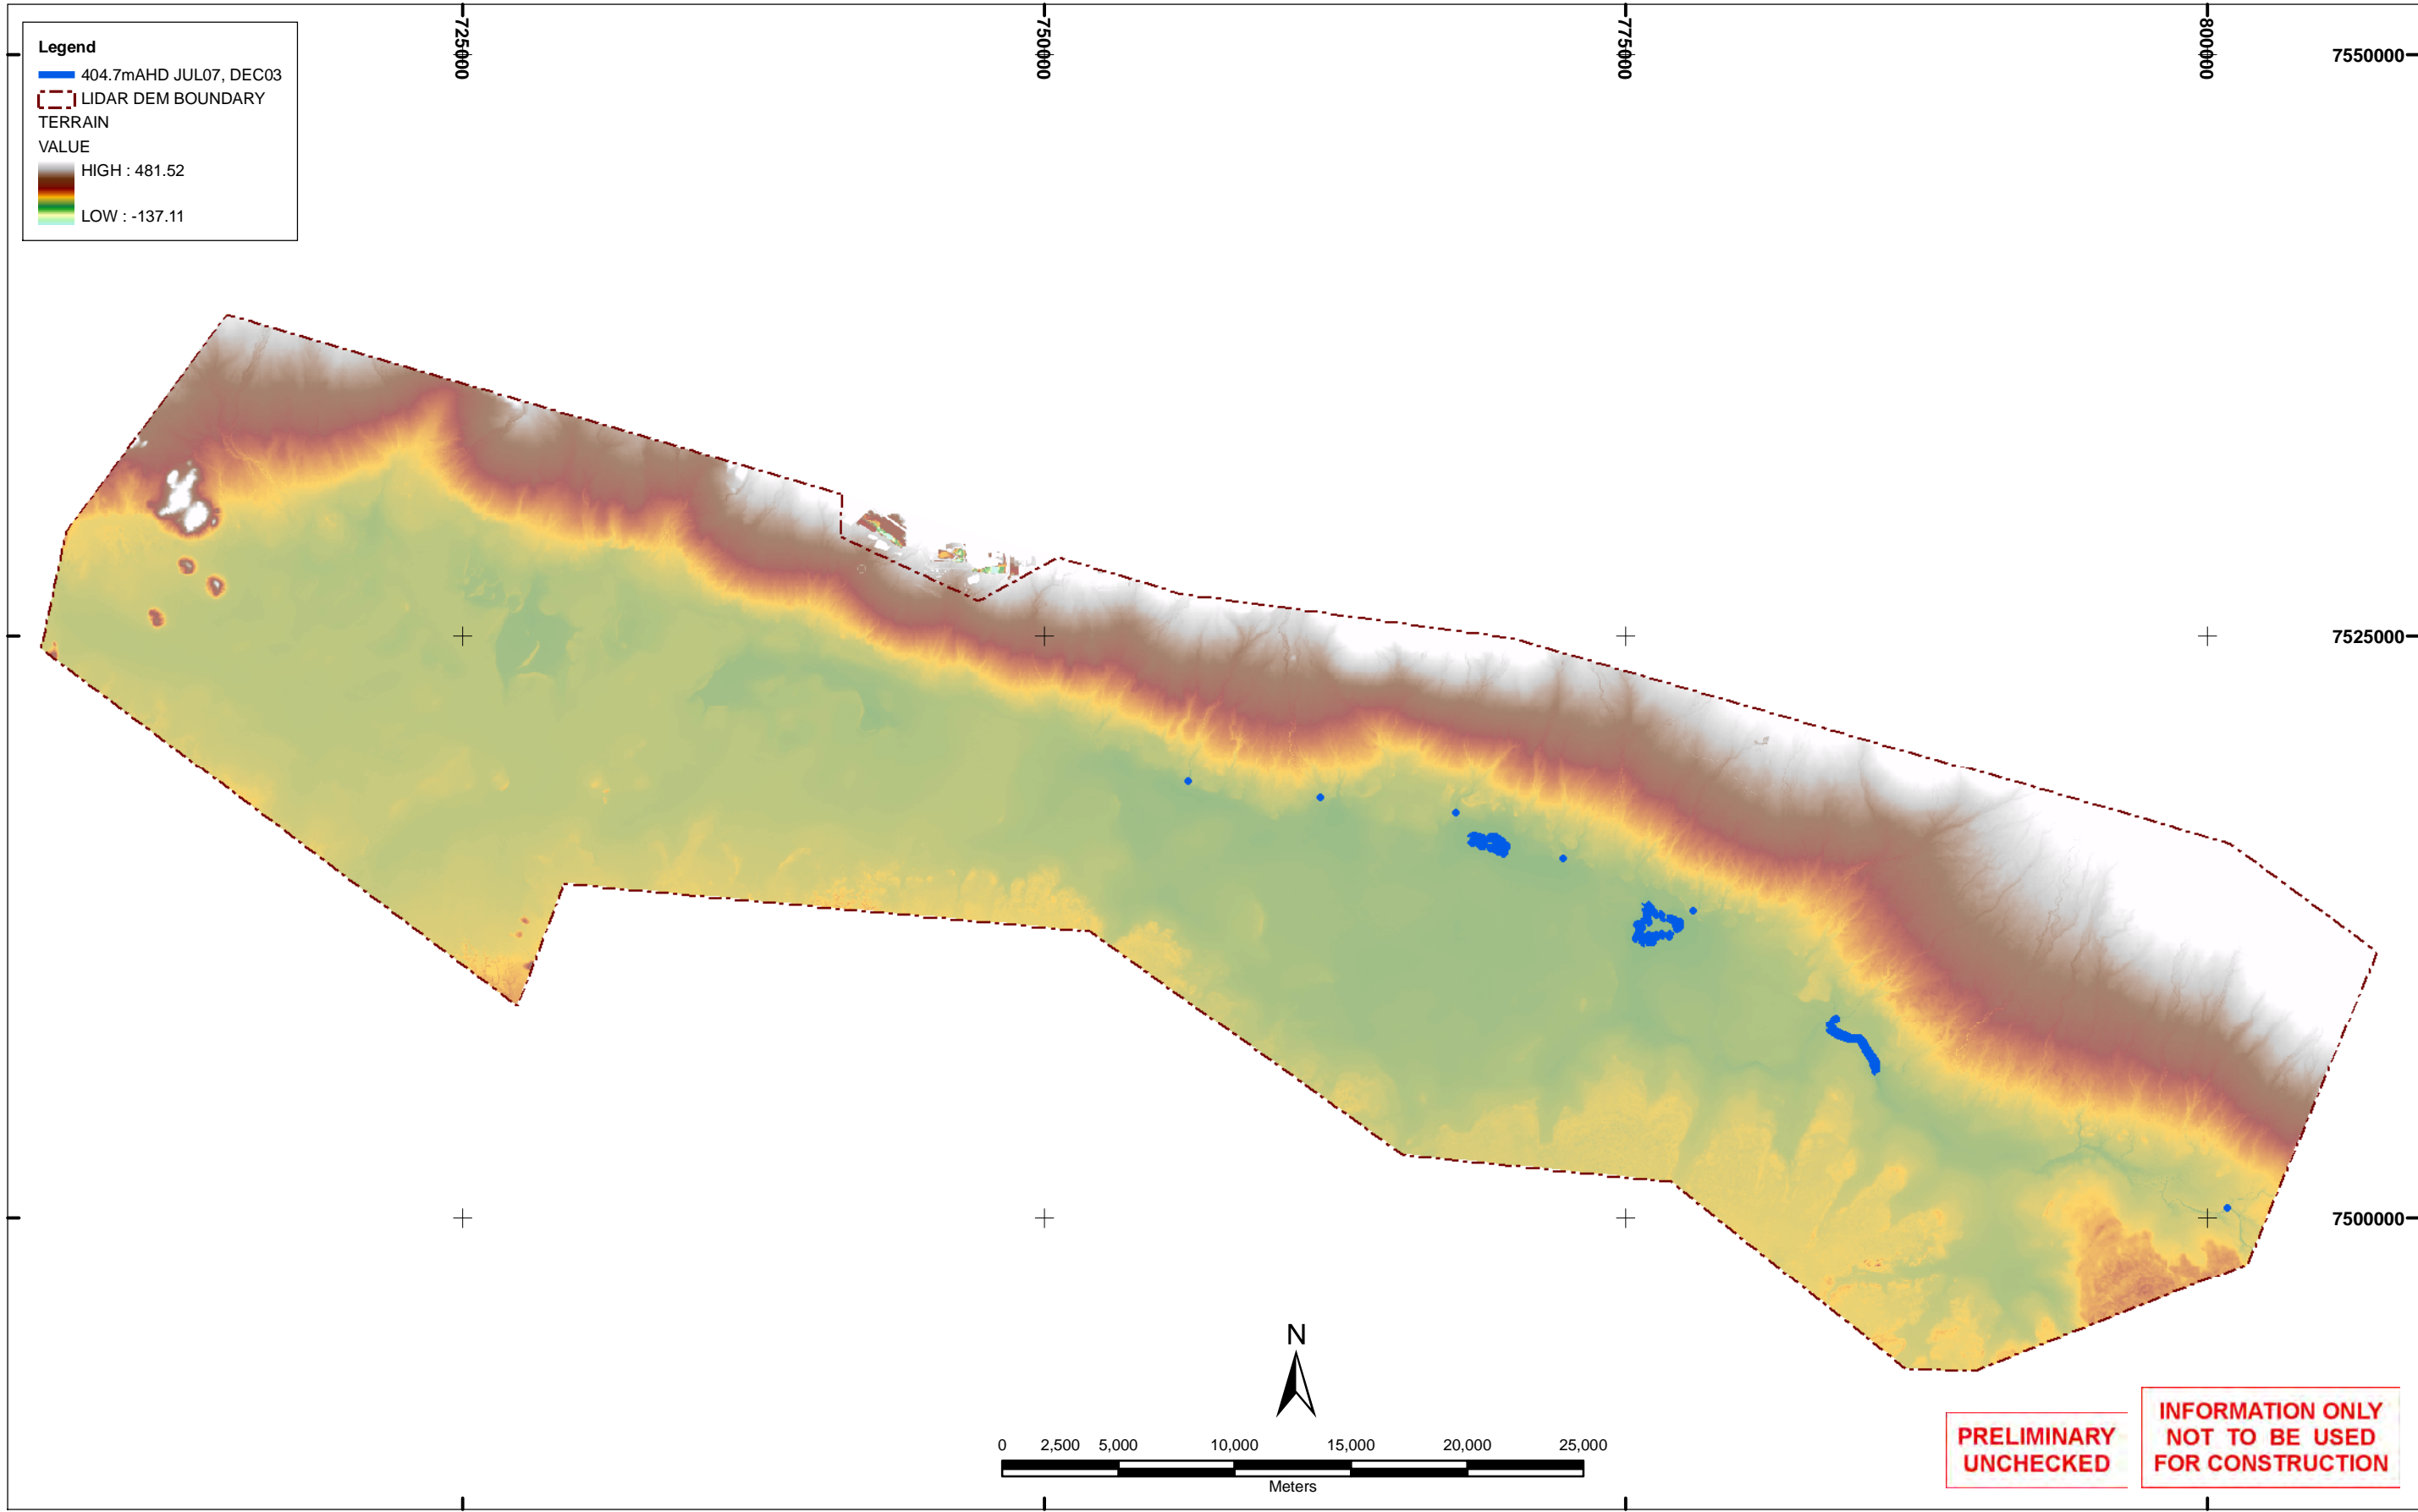 725000
750000
775000
800000
7550000
Legend
404.7mAHD JUL07, DEC03
LIDAR DEM BOUNDARY
TERRAIN
VALUE
HIGH : 481.52
LOW : -137.11
7525000
7500000
N
0 2,500 5,000 10,000 15,000 20,000 25,000
Meters
PRELIMINARY
UNCHECKED
INFORMATION ONLY
NOT TO BE USED
FOR CONSTRUCTION